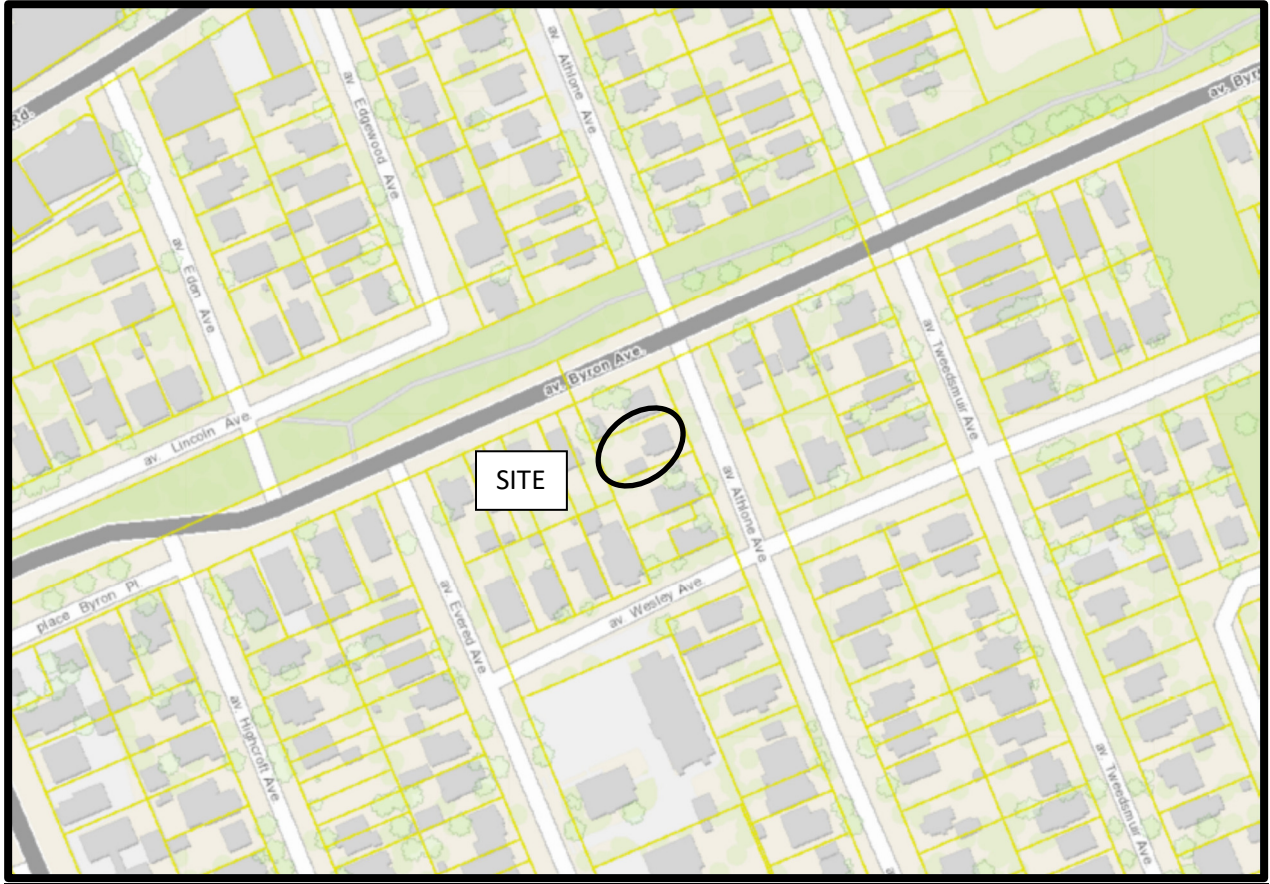 Rd.
av. Edgewood Ave
av. Athlone Ave
av. Byr
av. Eden Ave
av. Byron Ave.
av. Tweedsmuir Ave
av. Lincoln Ave
SITE
av. Athlone Ave
place Byron Pl.
av. Evered Ave
av. Wesley Ave.
av. Highcroft Ave
av. Tweedsmuir Ave